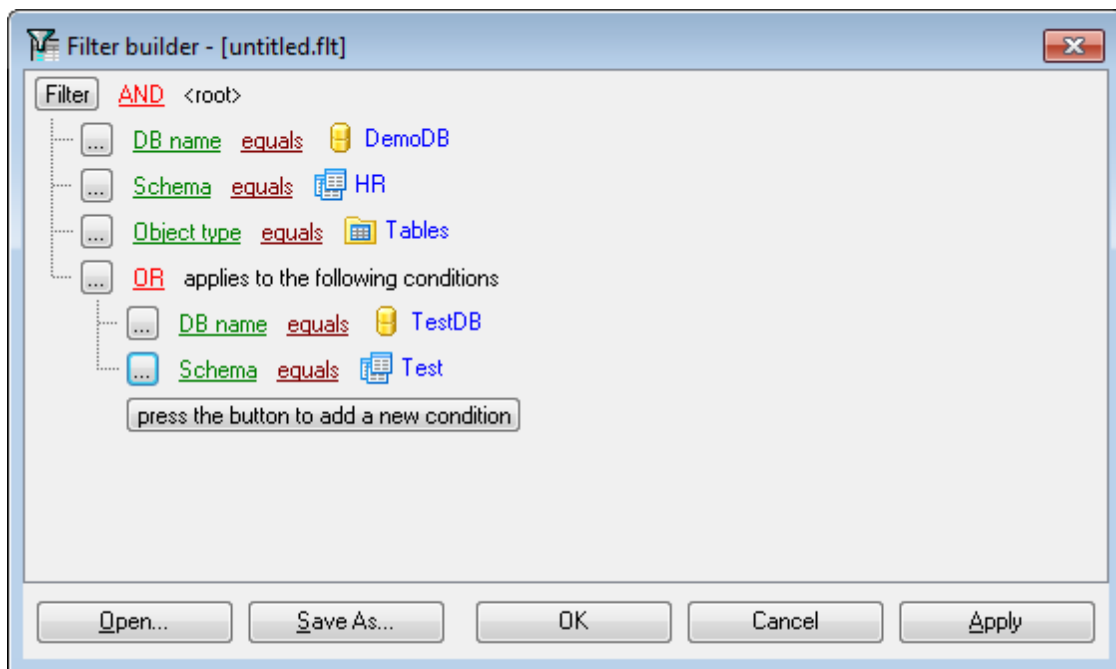 Filter builder - [untitled.flt]
Filter AND <root>
... DB name equals DemoDB
... Schema equals HR
... Object type equals Tables
... OR applies to the following conditions
... DB name equals TestDB
... Schema equals Test
press the button to add a new condition
Open... Save As... OK Cancel Apply